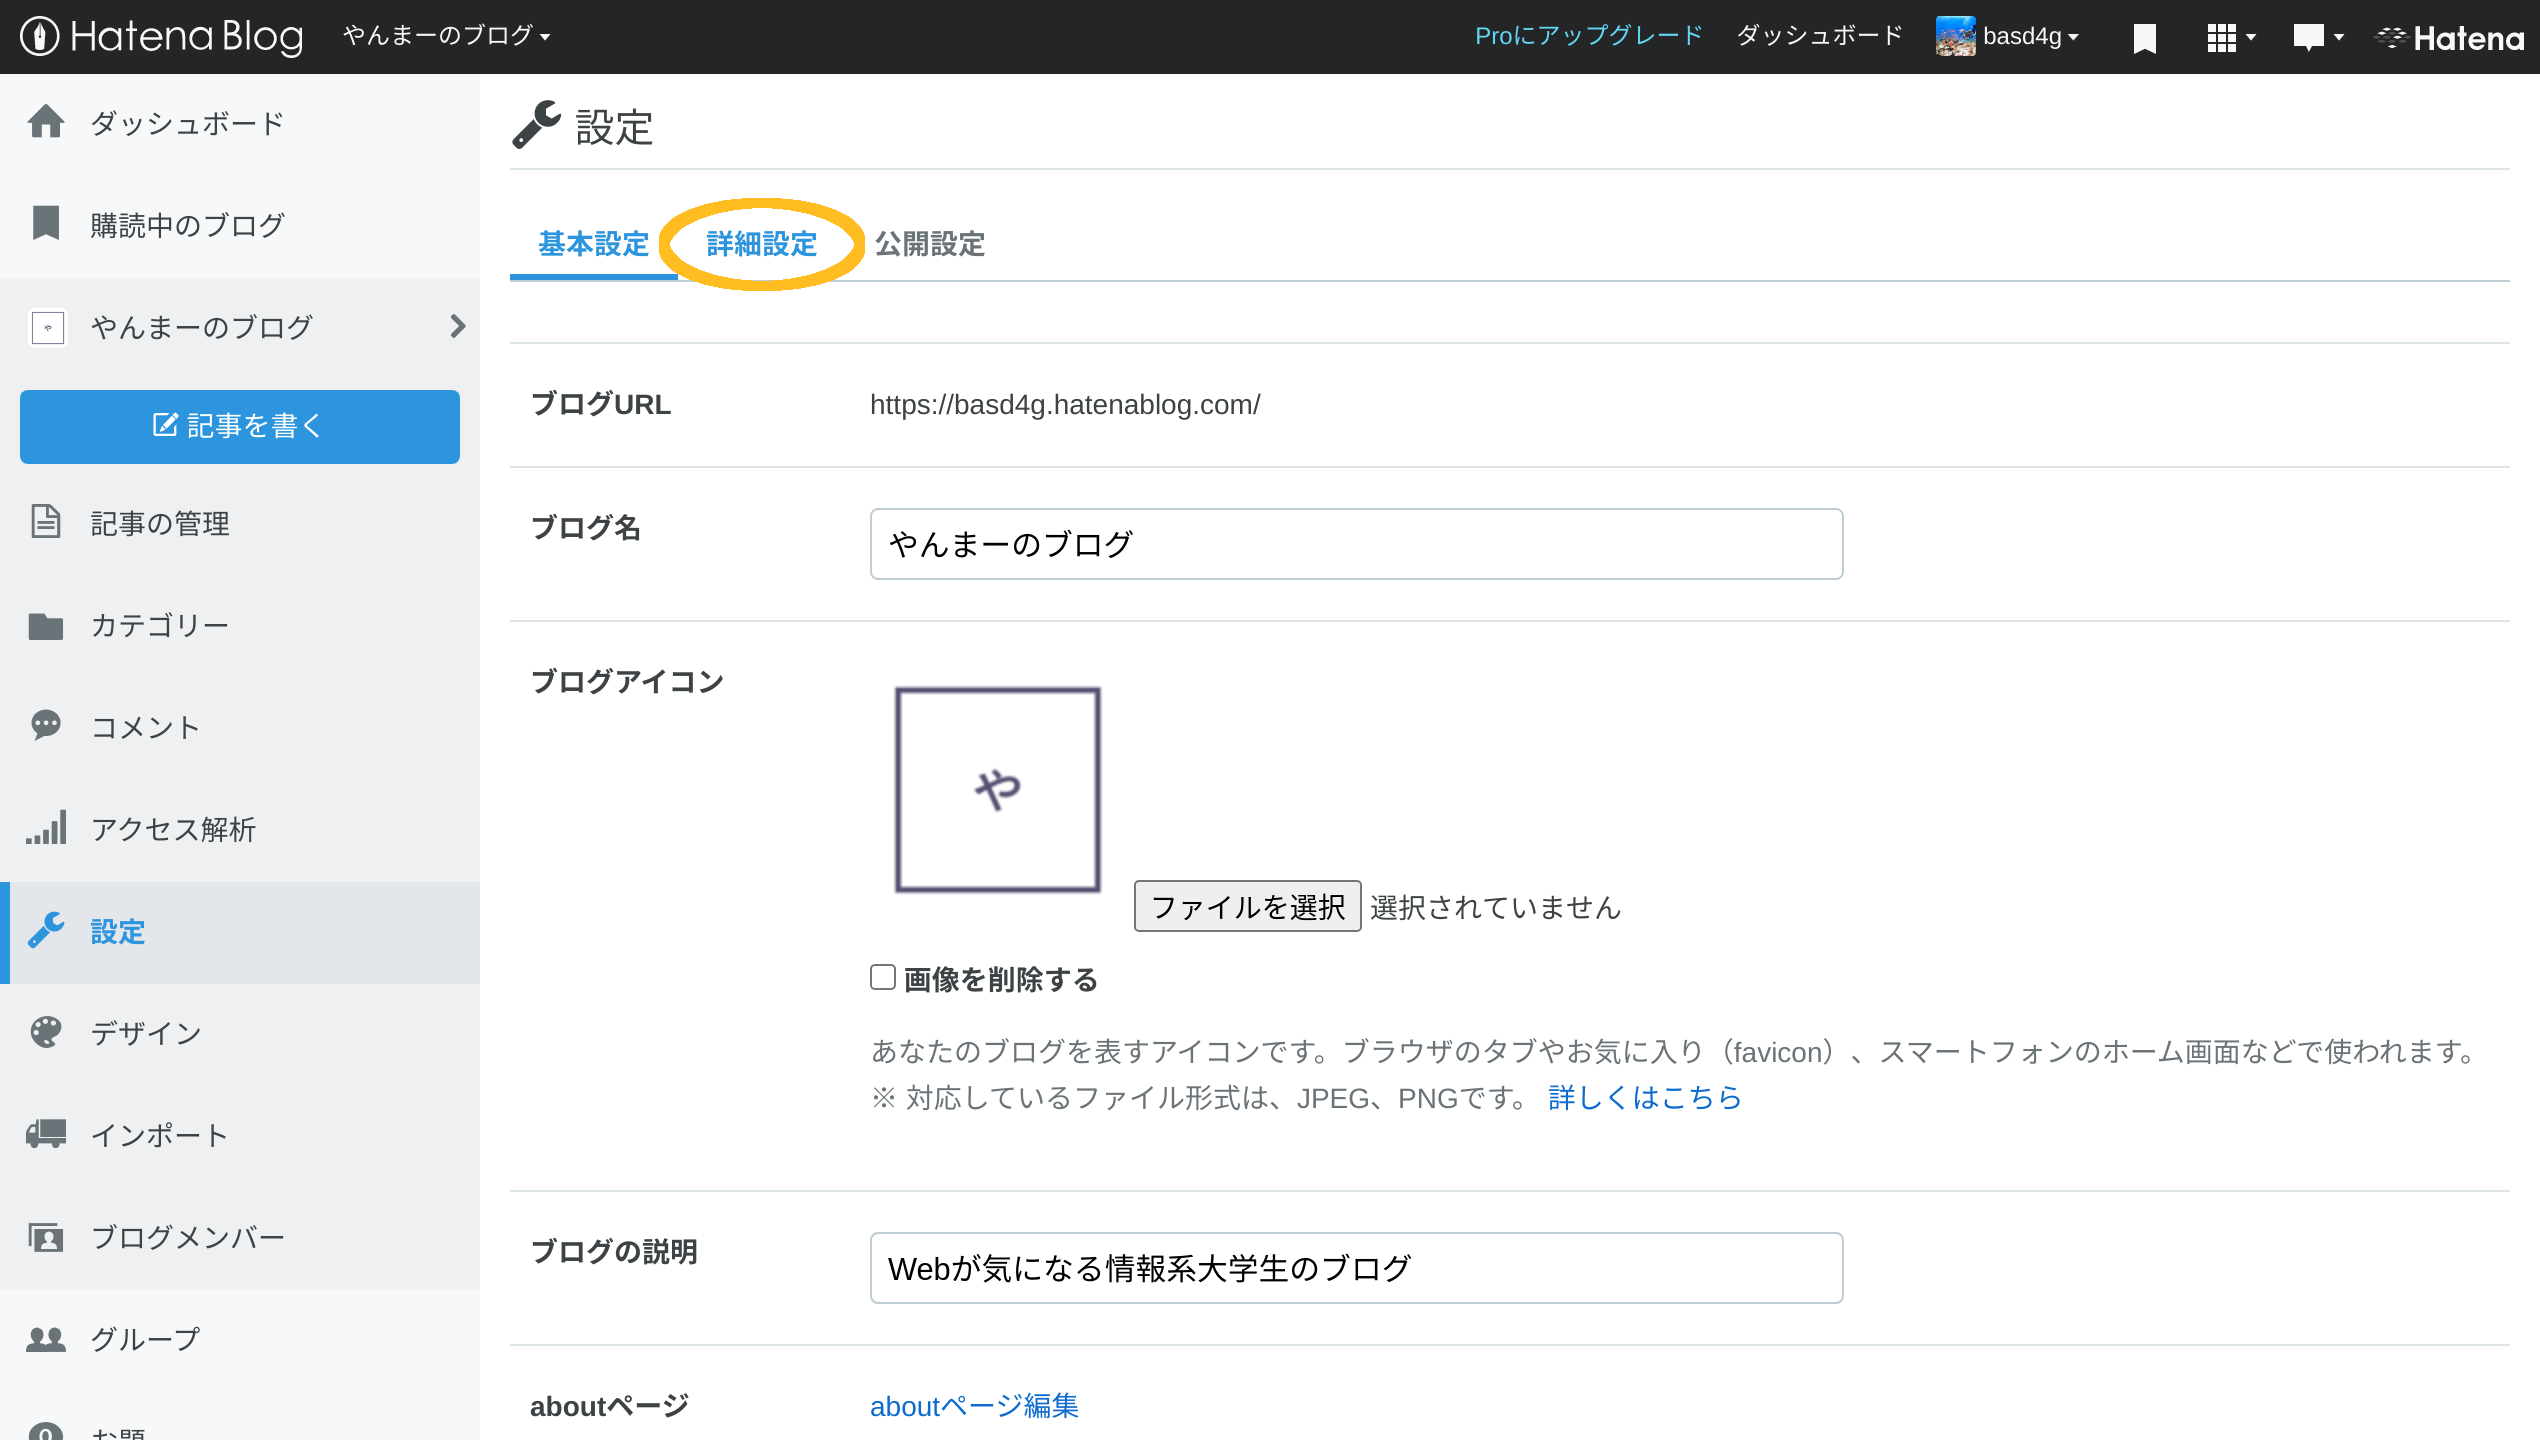 Hatena Blog やんまーのブログ Proにアップグレード ダッシュボード basd4g Hatena
ダッシュボード
購読中のブログ
や やんまーのブログ
記事を書く
記事の管理
カテゴリー
コメント
アクセス解析
設定
デザイン
インポート
ブログメンバー
グループ
お題
設定
基本設定 詳細設定 公開設定
ブログURL https://basd4g.hatenablog.com/
ブログ名 やんまーのブログ
ブログアイコン
や
ファイルを選択 選択されていません
画像を削除する
あなたのブログを表すアイコンです。ブラウザのタブやお気に入り（favicon）、スマートフォンのホーム画面などで使われます。
※ 対応しているファイル形式は、JPEG、PNGです。 詳しくはこちら
ブログの説明 Webが気になる情報系大学生のブログ
aboutページ aboutページ編集